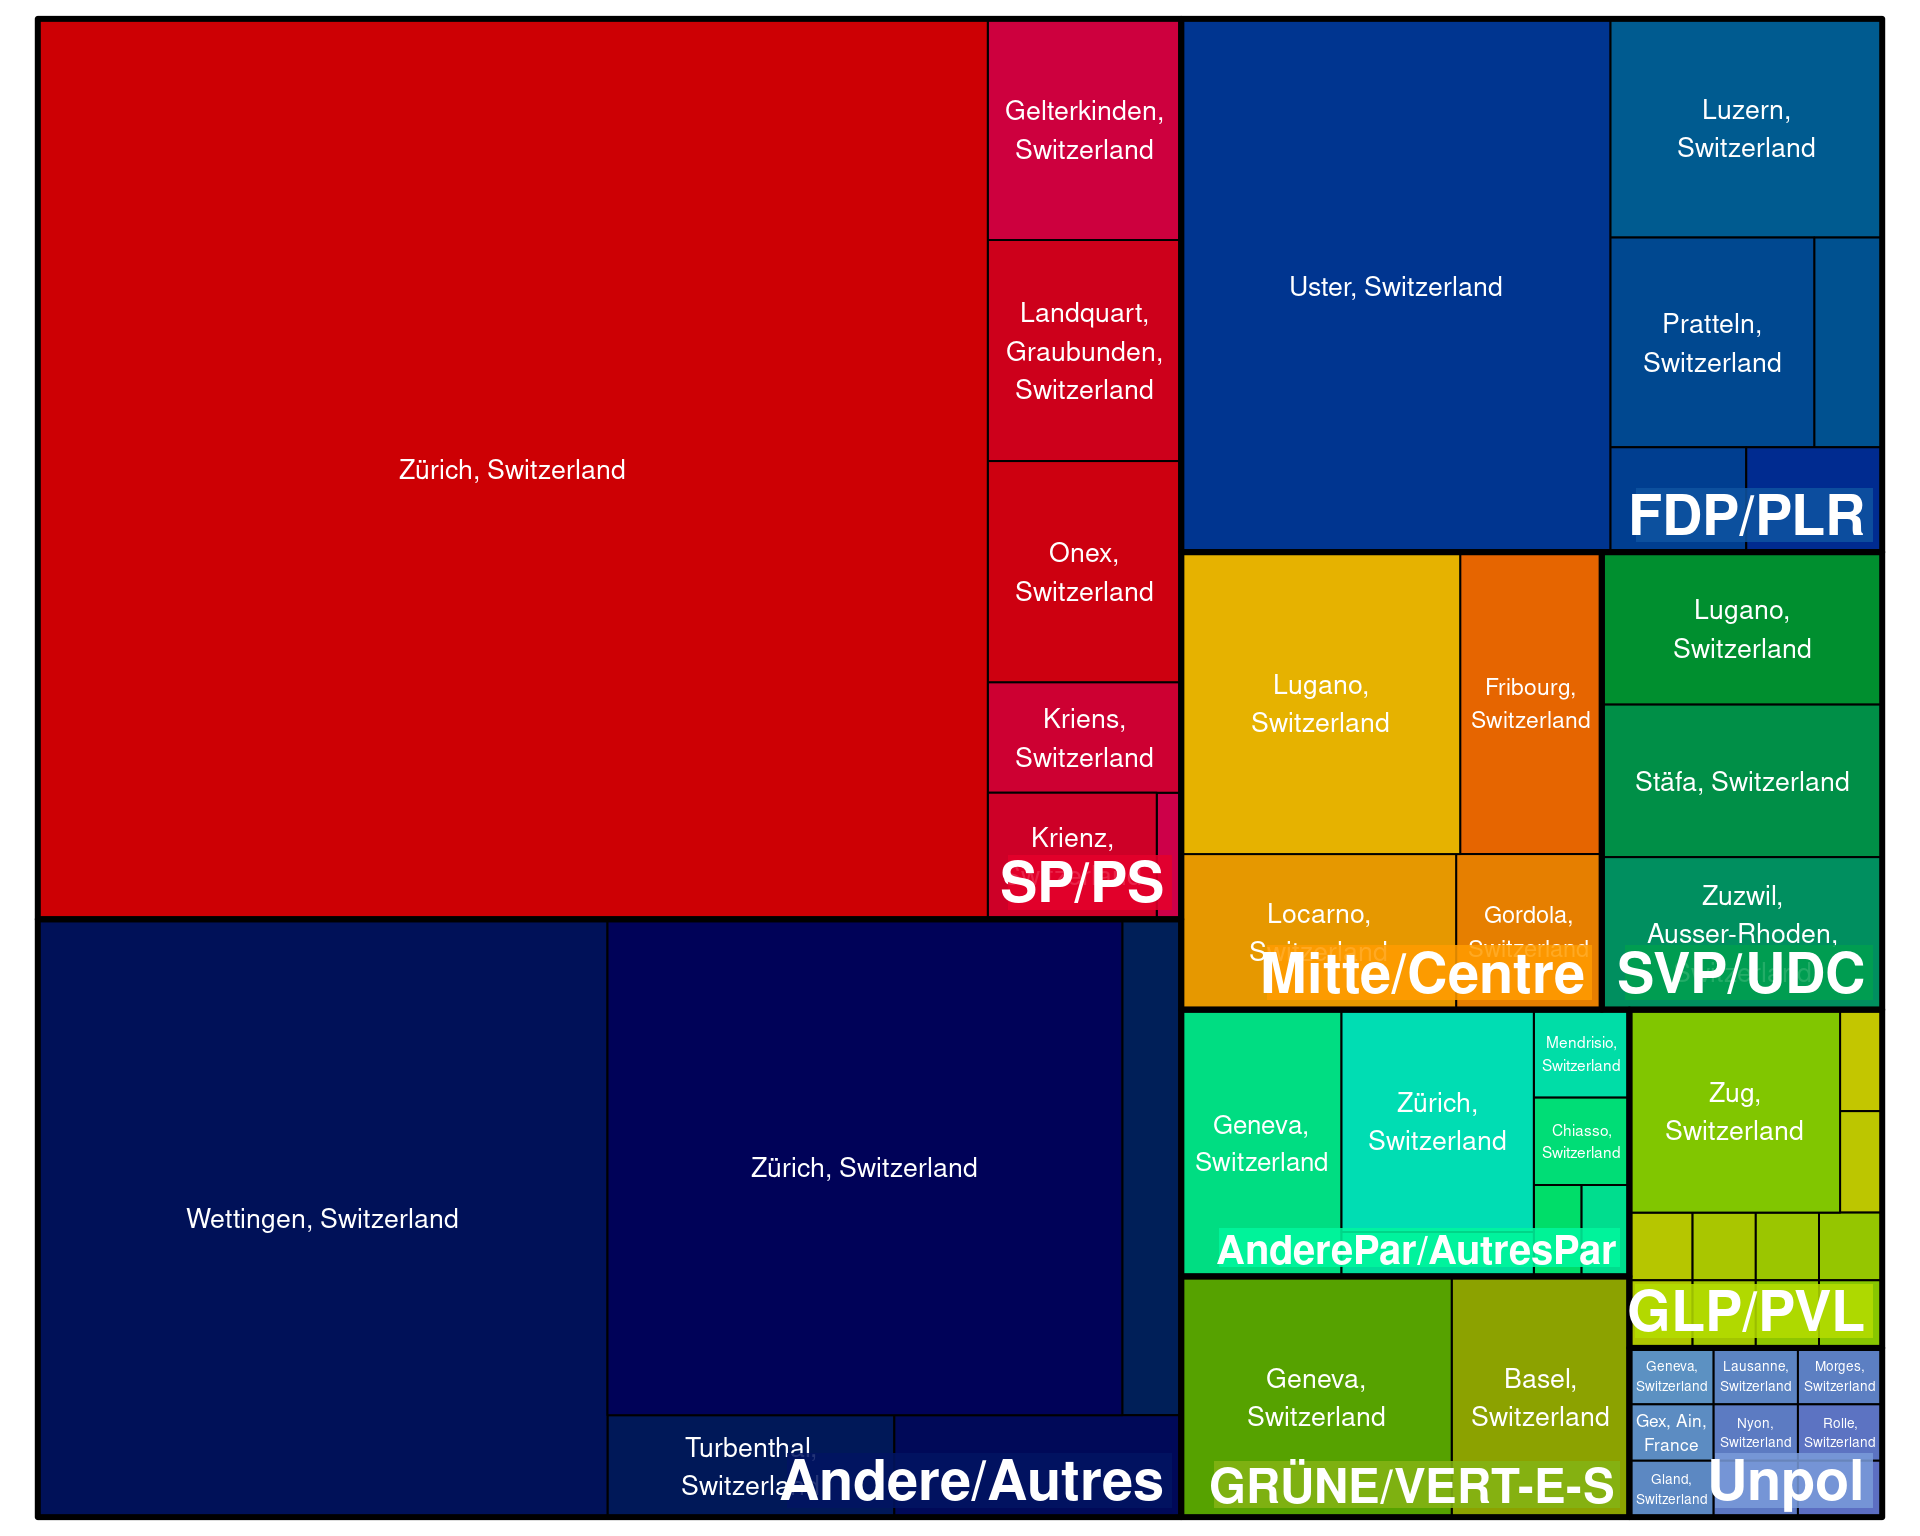 Zürich, Switzerland
Gelterkinden,
Switzerland
Landquart,
Graubunden,
Switzerland
Onex,
Switzerland
Kriens,
Switzerland
Krienz,
SP/PS
Wettingen, Switzerland
Zürich, Switzerland
Turbenthal,
Switzerland
Andere/Autres
Uster, Switzerland
Luzern,
Switzerland
Pratteln,
Switzerland
FDP/PLR
Lugano,
Switzerland
Fribourg,
Switzerland
Locarno,
Switzerland
Gordola,
Switzerland
Mitte/Centre
Lugano,
Switzerland
Stäfa, Switzerland
Zuzwil,
Ausser-Rhoden,
Switzerland
SVP/UDC
Geneva,
Switzerland
Zürich,
Switzerland
Mendrisio,
Switzerland
Chiasso,
Switzerland
AnderePar/AutresPar
Zug,
Switzerland
GLP/PVL
Geneva,
Switzerland
Basel,
Switzerland
GRÜNE/VERT-E-S
Geneva,
Switzerland
Lausanne,
Switzerland
Morges,
Switzerland
Gex, Ain,
France
Nyon,
Switzerland
Rolle,
Switzerland
Gland,
Switzerland
Unpol